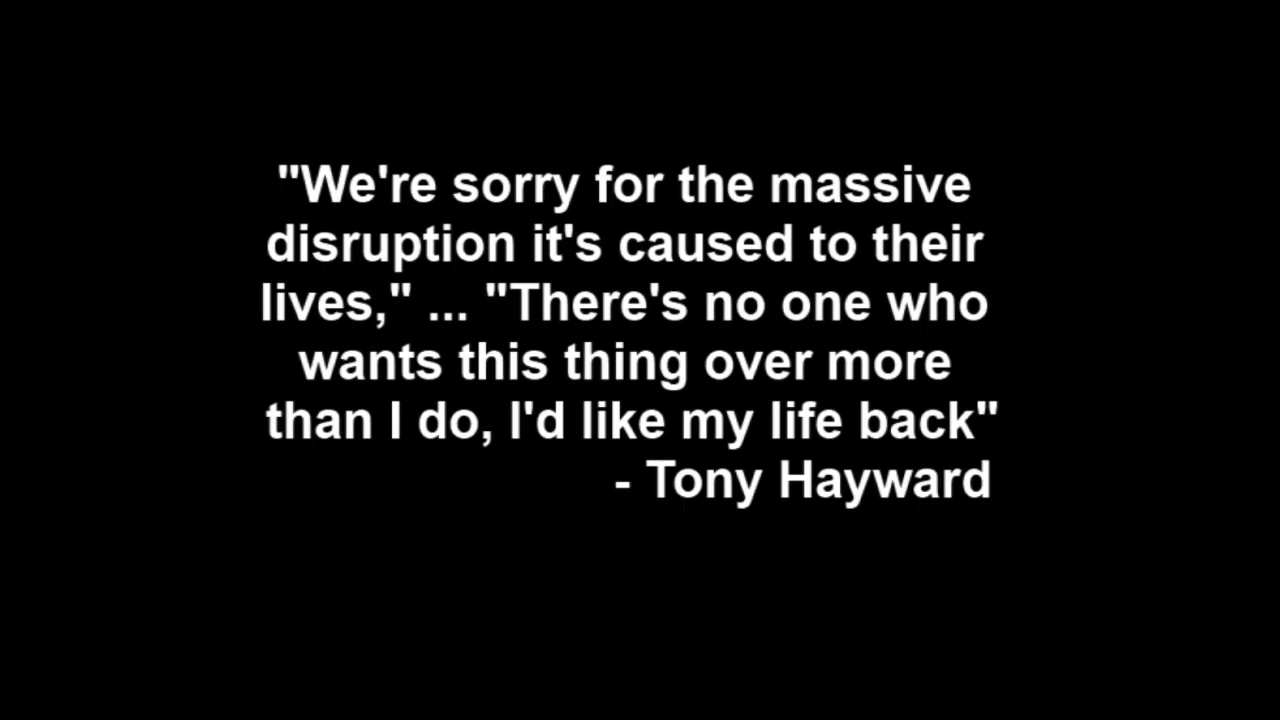 "We're sorry for the massive
disruption it's caused to their
lives," ... "There's no one who
wants this thing over more
than I do, I'd like my life back"
- Tony Hayward